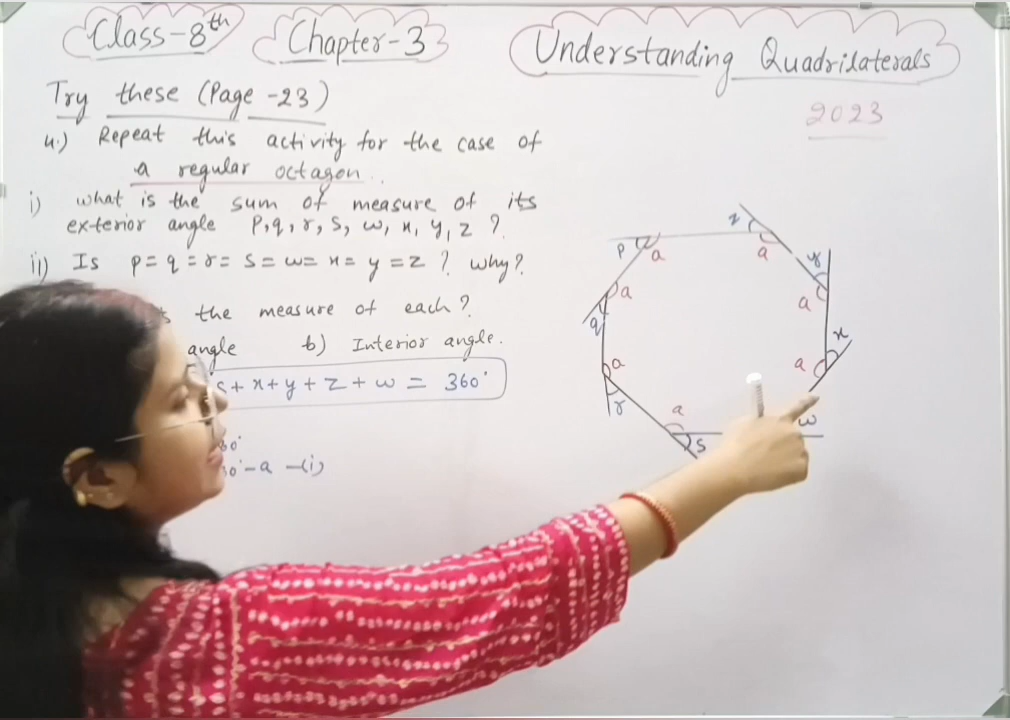 Class-8th Chapter-3 Understanding Quadrilaterals
2023
Try these (Page -23)
4.) Repeat this activity for the case of
a regular octagon.
i) what is the sum of measure of its
exterior angle P, q, r, s, w, x, y, z ?
ii) Is p = q = r = s = w = x = y = z ? why?
the measure of each?
angle b) Interior angle.
s + x + y + z + w = 360°
0°
0° - a -(i)
z
p a a y
a a
q
x
a a
r a w
s